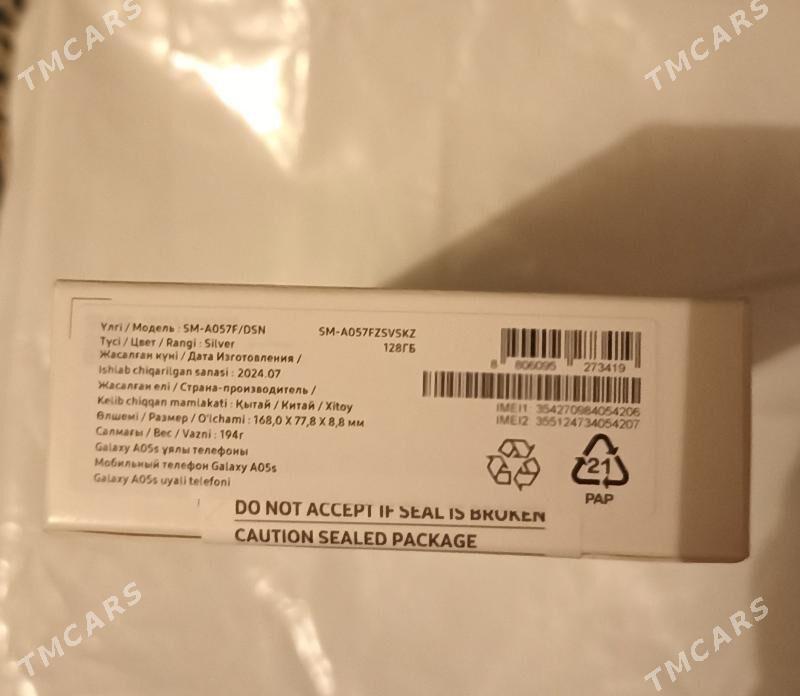 TMCARS
TMCARS
Үлгі / Модель : SM-A057F/DSN
SM-A057FZSVSKZ
Түсі / Цвет / Rangi : Silver
128ГБ
Жасалған күні / Дата Изготовления /
Ishlab chiqarilgan sanasi : 2024.07
Жасалған елі / Страна-производитель /
Kelib chiqqan mamlakati : Қытай / Китай / Xitoy
Өлшемі / Размер / O'lchami : 168,0 X 77,8 X 8,8 мм
Салмағы / Вес / Vazni : 194г
Galaxy A05s ұялы телефоны
Мобильный телефон Galaxy A05s
Galaxy A05s uyali telefoni
8 806095 273419
IMEI1 354270984054206
IMEI2 355124734054207
21
PAP
DO NOT ACCEPT IF SEAL IS BROKEN
CAUTION SEALED PACKAGE
TMCARS
TMCARS